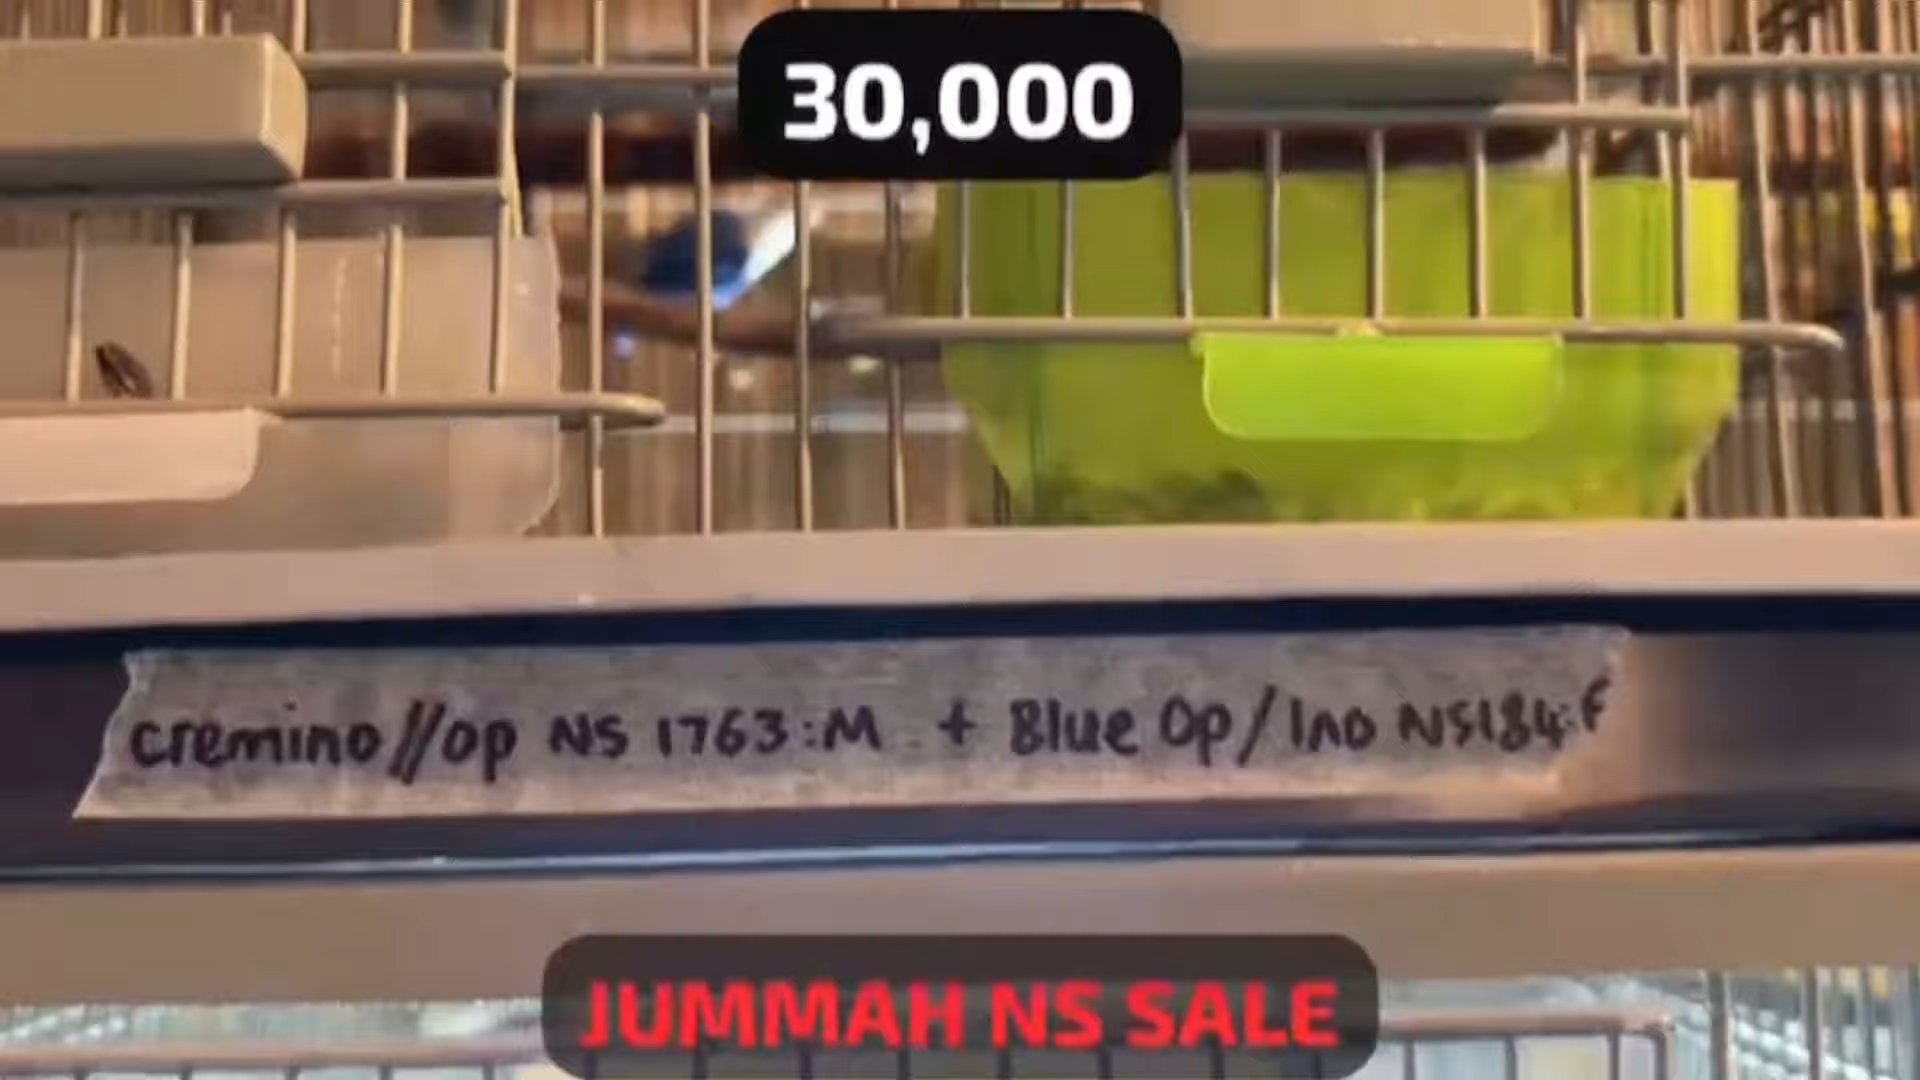 30,000
cremino//op NS 1763:M + Blue Op/Ino NS184:F
JUMMAH NS SALE